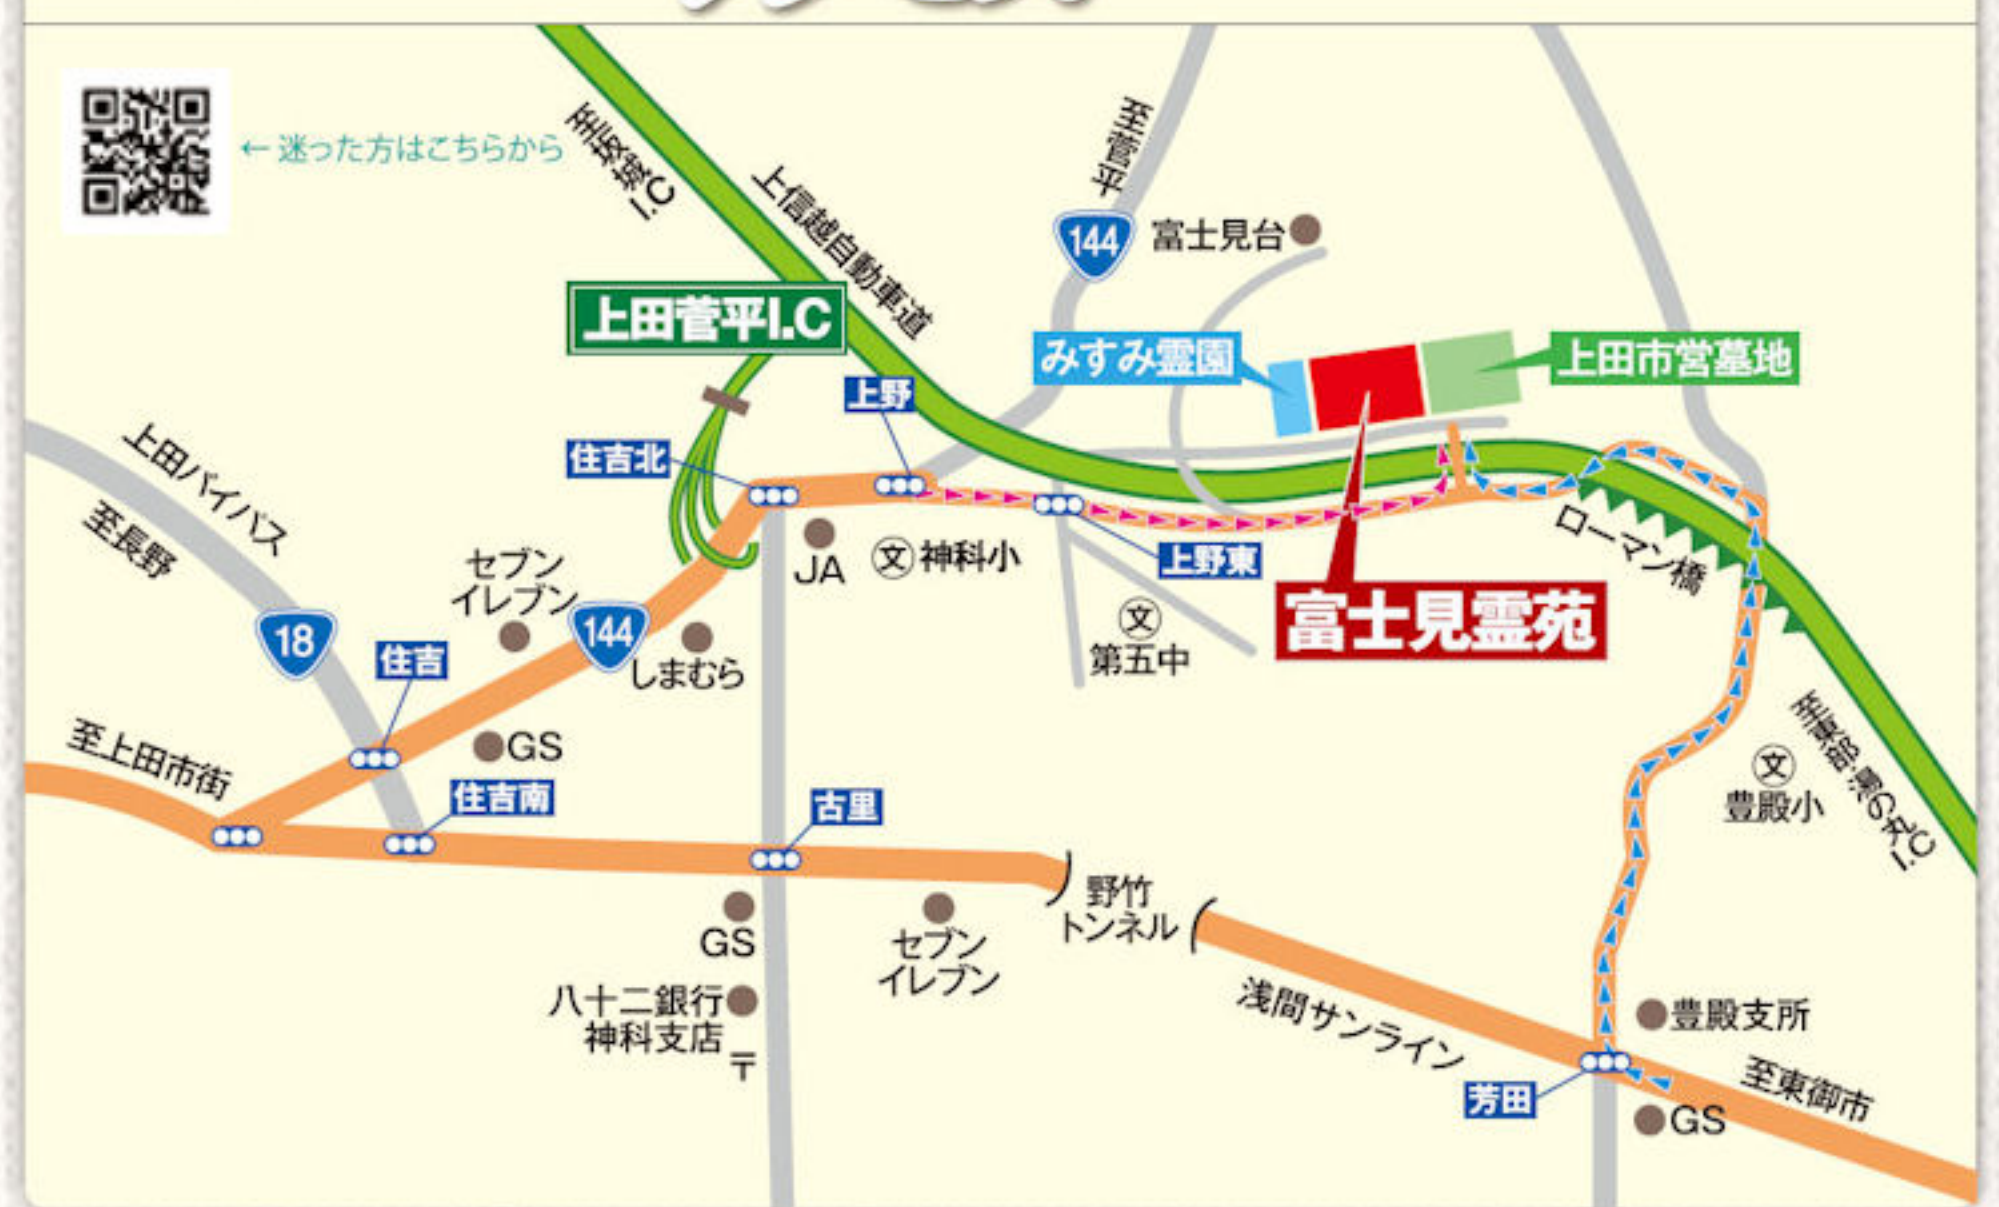 ← 迷った方はこちらから
至坂城I.C
上信越自動車道
至菅平
144
富士見台
上田菅平I.C
みすみ霊園
上田市営墓地
上野
住吉北
上田バイパス
至長野
セブン
イレブン
JA
文 神科小
上野東
ローマン橋
富士見霊苑
18
144
住吉
しまむら
文
第五中
GS
至上田市街
住吉南
古里
文
豊殿小
至東部・湯の丸I.C
野竹
トンネル
GS
セブン
イレブン
八十二銀行
神科支店
〒
浅間サンライン
豊殿支所
至東御市
芳田
GS